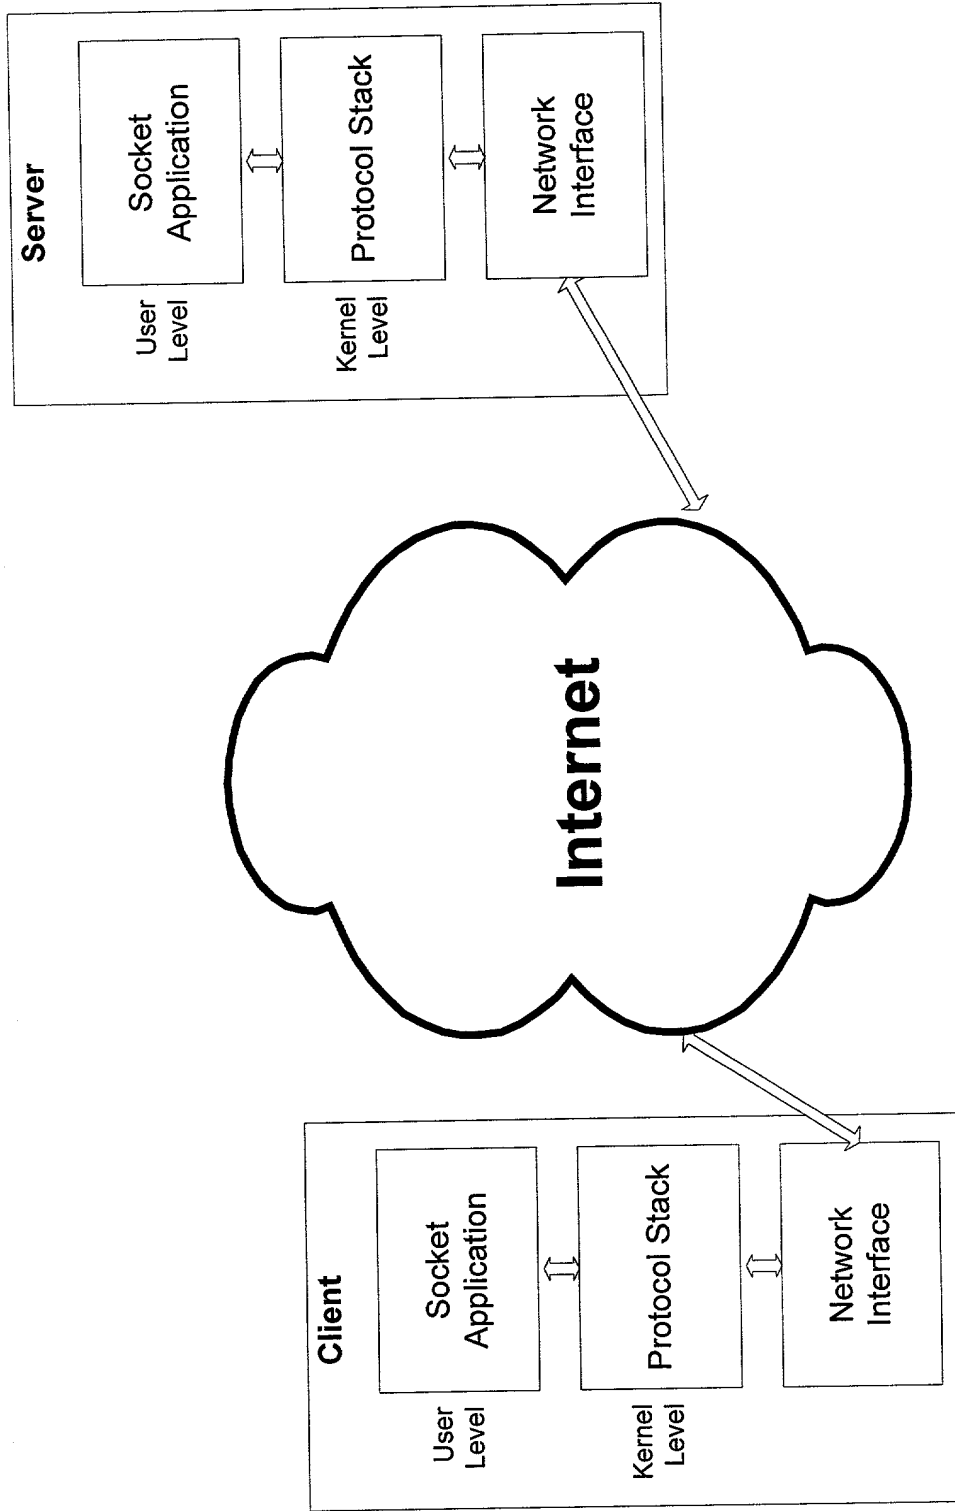 Client
User
Level
Socket
Application
Kernel
Level
Protocol Stack
Network
Interface
Internet
Server
User
Level
Socket
Application
Kernel
Level
Protocol Stack
Network
Interface